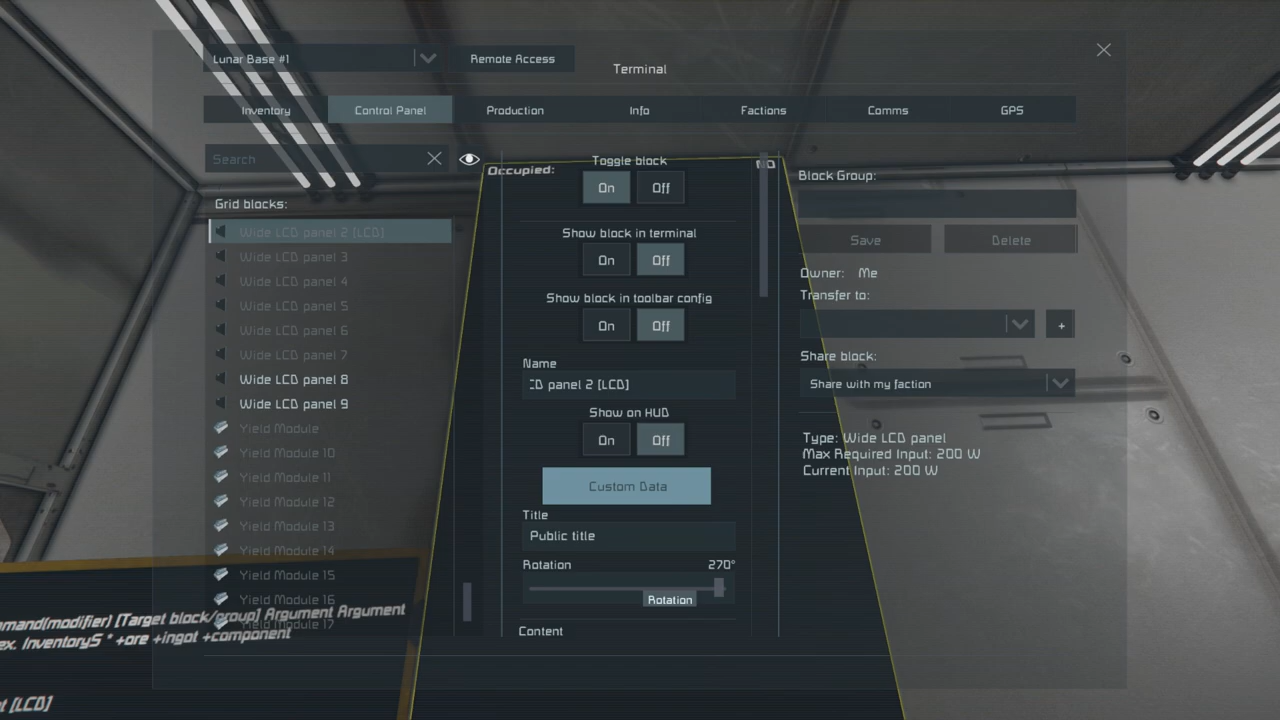 Lunar Base #1
Remote Access
Terminal
Inventory
Control Panel
Production
Info
Factions
Comms
GPS
Search
Grid blocks:
Wide LCD panel 2 [LCD]
Wide LCD panel 3
Wide LCD panel 4
Wide LCD panel 5
Wide LCD panel 6
Wide LCD panel 7
Wide LCD panel 8
Wide LCD panel 9
Yield Module
Yield Module 10
Yield Module 11
Yield Module 12
Yield Module 13
Yield Module 14
Yield Module 15
Yield Module 16
Yield Module 17
Occupied:
Toggle block
On Off
Show block in terminal
On Off
Show block in toolbar config
On Off
Name
D panel 2 [LCD]
Show on HUD
On Off
Custom Data
Title
Public title
Rotation 270°
Rotation
Content
Block Group:
Save Delete
Owner: Me
Transfer to:
+
Share block:
Share with my faction
Type: Wide LCD panel
Max Required Input: 200 W
Current Input: 200 W
mmand(modifier) [Target block/group] Argument Argument
ex. InventoryS * +ore +ingot +component
[LCD]